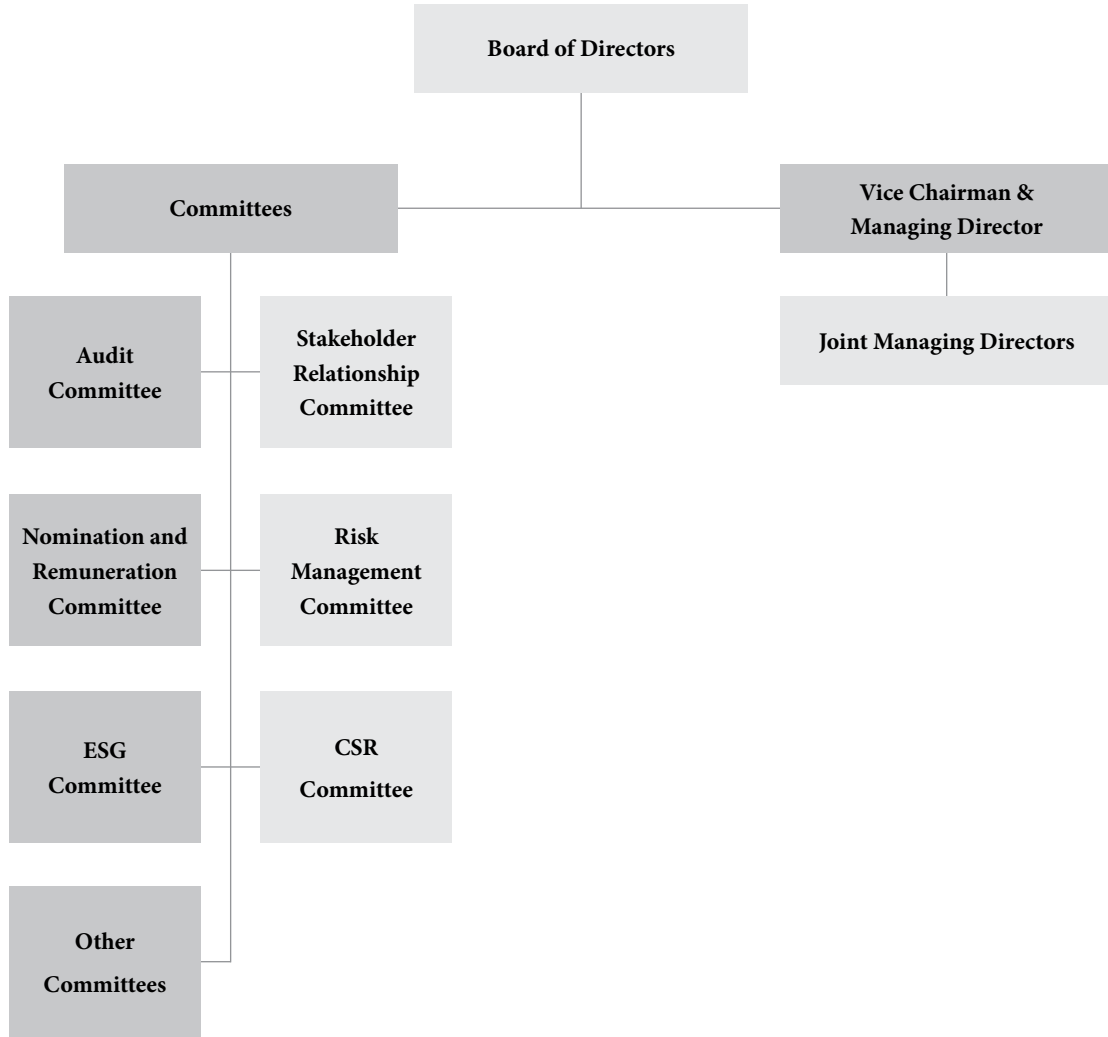 Board of Directors
Committees
Vice Chairman &
Managing Director
Joint Managing Directors
Audit
Committee
Stakeholder
Relationship
Committee
Nomination and
Remuneration
Committee
Risk
Management
Committee
ESG
Committee
CSR
Committee
Other
Committees